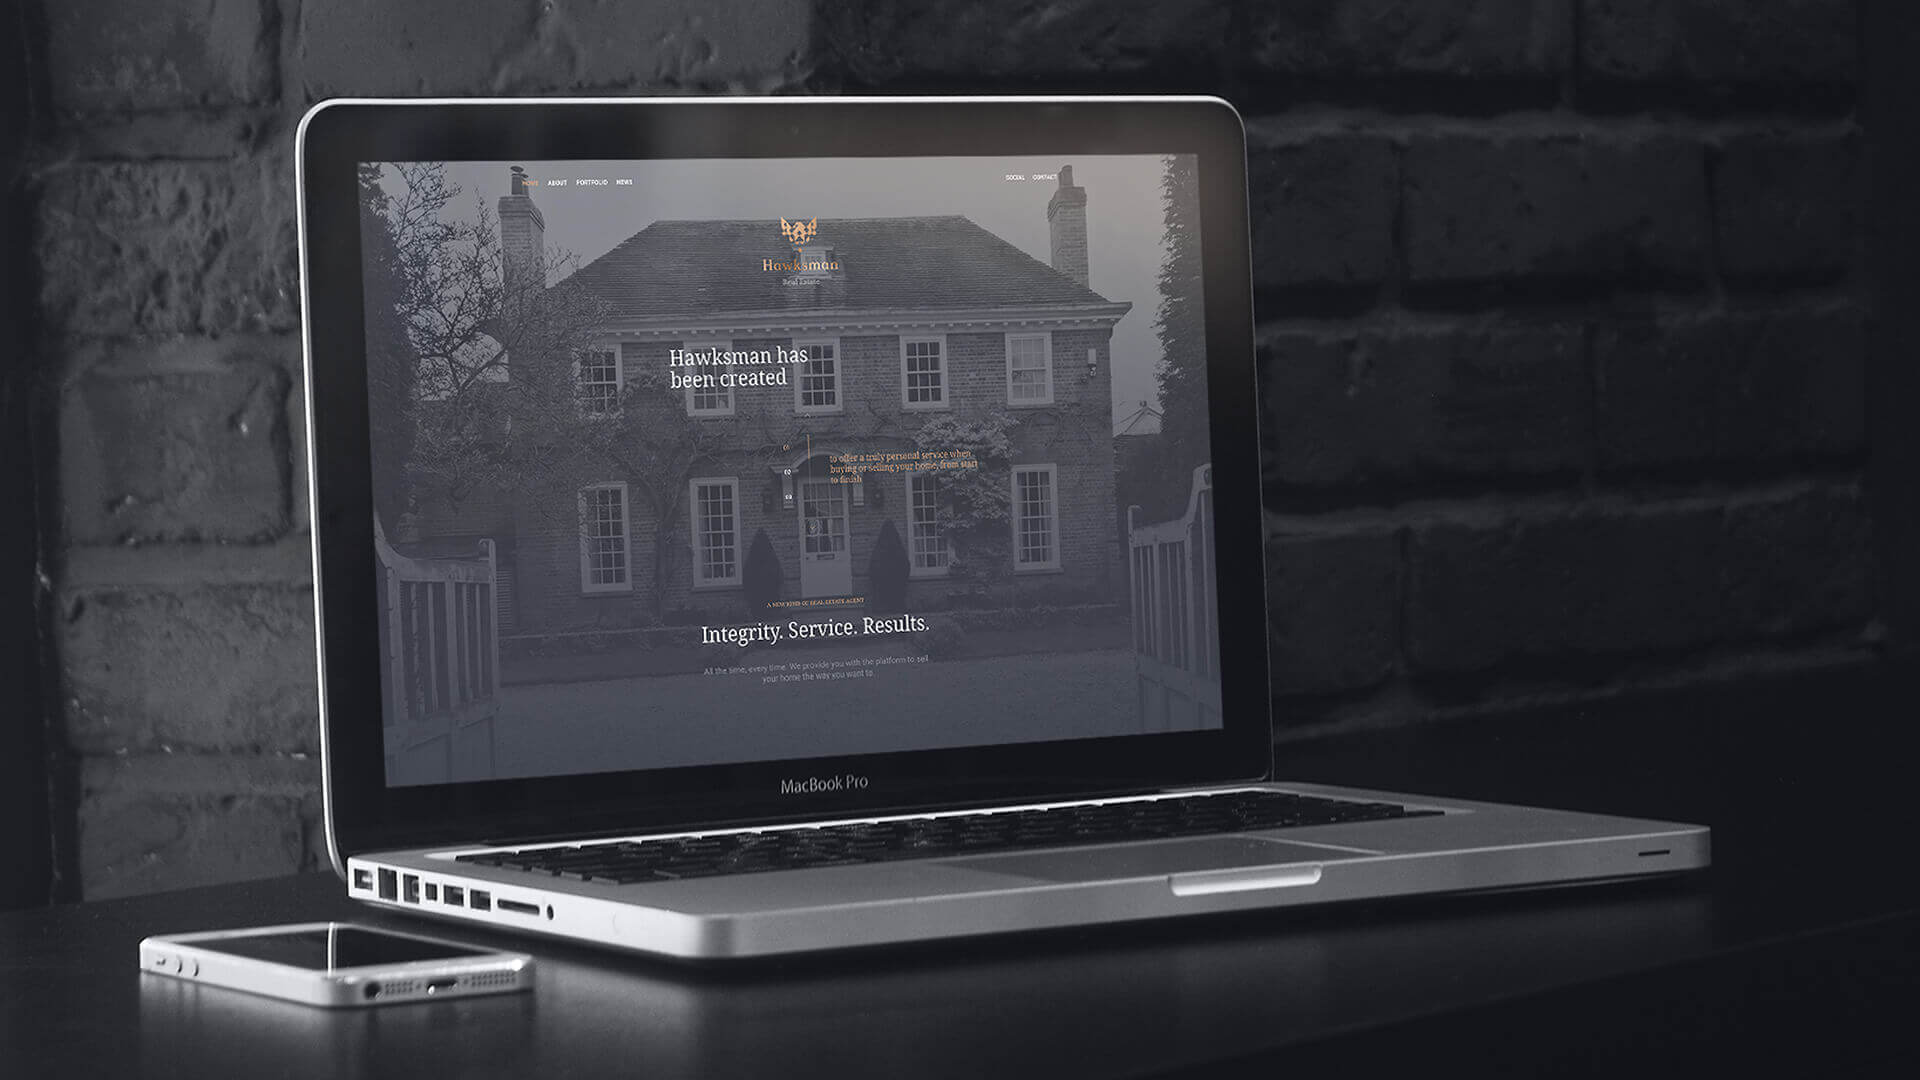 HOME ABOUT PORTFOLIO NEWS
SOCIAL CONTACT
Hawksman
Real Estate
Hawksman has
been created
01
02
03
to offer a truly personal service when
buying or selling your home, from start
to finish
A NEW KIND OF REAL ESTATE AGENT
Integrity. Service. Results.
All the time, every time. We provide you with the platform to sell
your home the way you want to
MacBook Pro